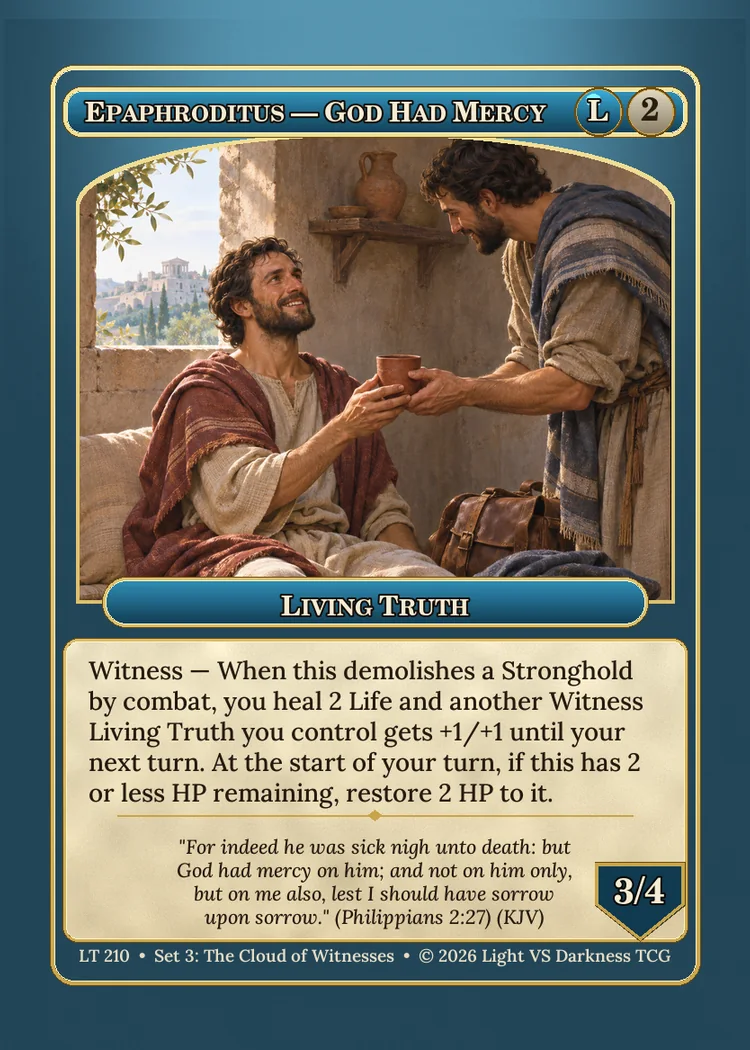 Epaphroditus — God Had Mercy L 2
Living Truth
Witness — When this demolishes a Stronghold
by combat, you heal 2 Life and another Witness
Living Truth you control gets +1/+1 until your
next turn. At the start of your turn, if this has 2
or less HP remaining, restore 2 HP to it.
"For indeed he was sick nigh unto death: but
God had mercy on him; and not on him only,
but on me also, lest I should have sorrow
upon sorrow." (Philippians 2:27) (KJV)
3/4
LT 210 • Set 3: The Cloud of Witnesses • © 2026 Light VS Darkness TCG